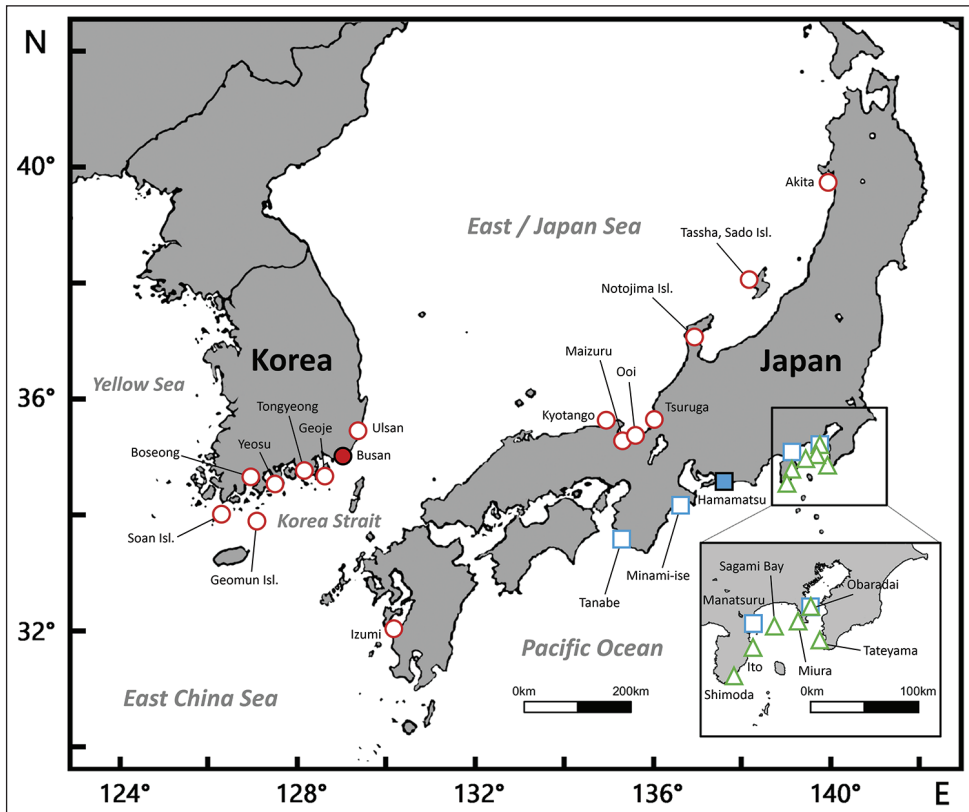 N
40°
36°
32°
124°
128°
132°
136°
140°
E
Akita
East / Japan Sea
Tassha, Sado Isl.
Notojima Isl.
Korea
Japan
Maizuru
Ooi
Yellow Sea
Kyotango
Tsuruga
Tongyeong
Geoje
Ulsan
Yeosu
Boseong
Busan
Hamamatsu
Korea Strait
Soan Isl.
Geomun Isl.
Minami-ise
Tanabe
Izumi
Pacific Ocean
East China Sea
0km
200km
Sagami Bay
Obaradai
Manatsuru
Ito
Miura
Tateyama
Shimoda
0km
100km